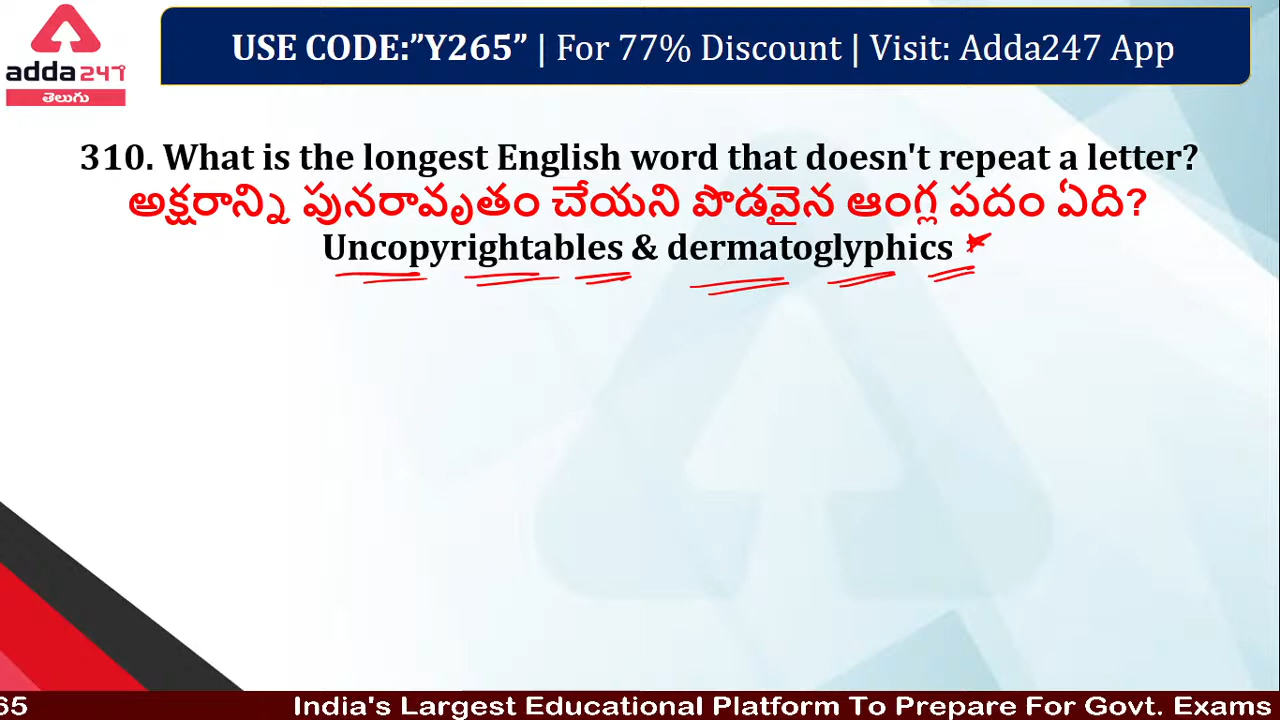 adda247
తెలుగు
USE CODE:”Y265” | For 77% Discount | Visit: Adda247 App
310. What is the longest English word that doesn't repeat a letter?
అక్షరాన్ని పునరావృతం చేయని పొడవైన ఆంగ్ల పదం ఏది?
Uncopyrightables & dermatoglyphics
65 India's Largest Educational Platform To Prepare For Govt. Exams